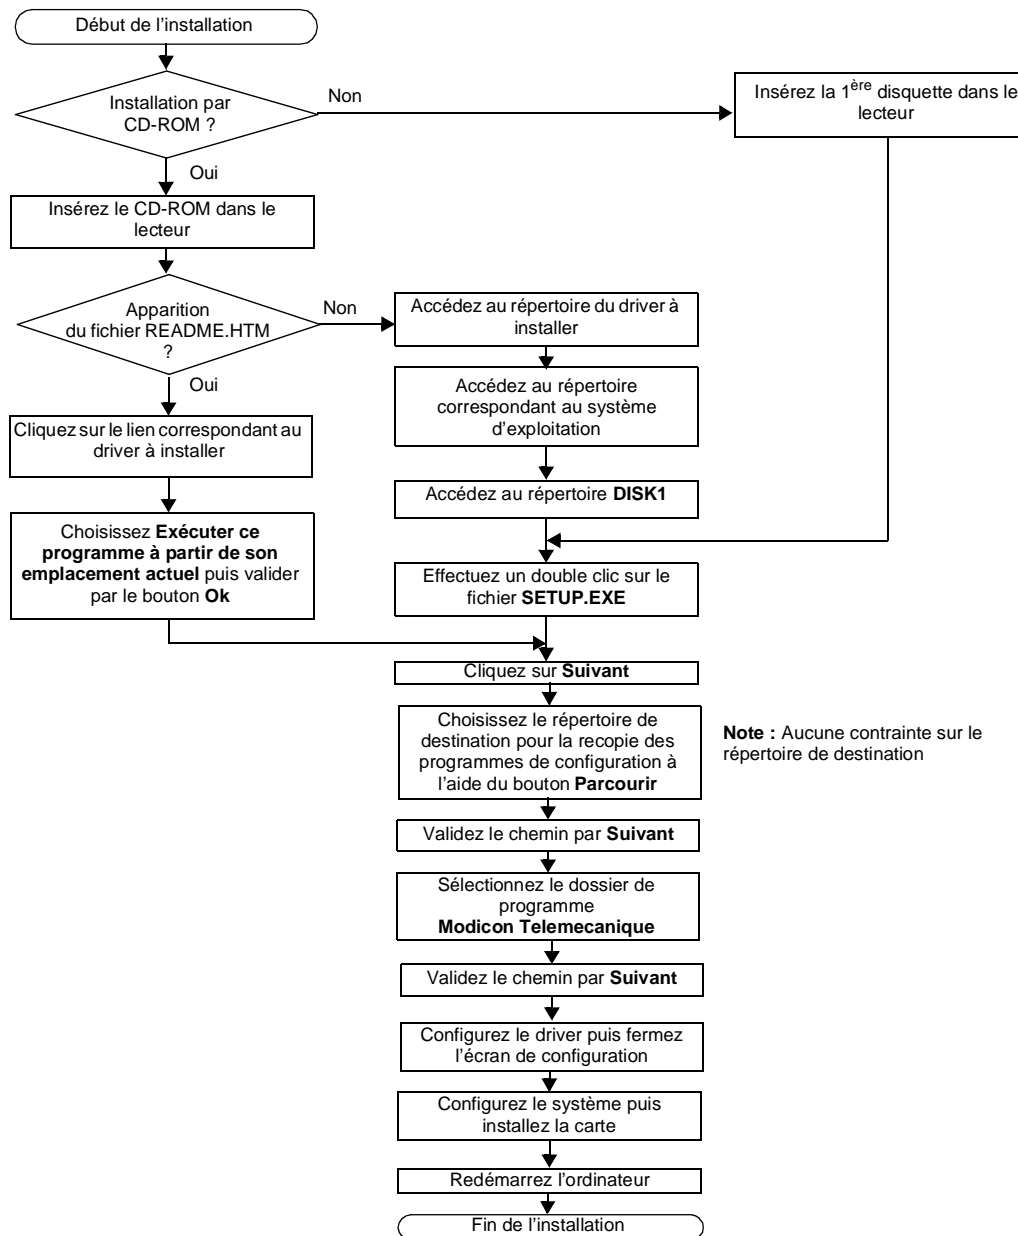 Début de l'installation
Installation par
CD-ROM ?
Non
Insérez la 1ère disquette dans le
lecteur
Oui
Insérez le CD-ROM dans le
lecteur
Apparition
du fichier README.HTM
?
Non
Accédez au répertoire du driver à
installer
Oui
Accédez au répertoire
correspondant au système
d'exploitation
Cliquez sur le lien correspondant au
driver à installer
Accédez au répertoire DISK1
Choisissez Exécuter ce
programme à partir de son
emplacement actuel puis valider
par le bouton Ok
Effectuez un double clic sur le
fichier SETUP.EXE
Cliquez sur Suivant
Choisissez le répertoire de
destination pour la recopie des
programmes de configuration à
l'aide du bouton Parcourir
Note : Aucune contrainte sur le
répertoire de destination
Validez le chemin par Suivant
Sélectionnez le dossier de
programme
Modicon Telemecanique
Validez le chemin par Suivant
Configurez le driver puis fermez
l'écran de configuration
Configurez le système puis
installez la carte
Redémarrez l'ordinateur
Fin de l'installation